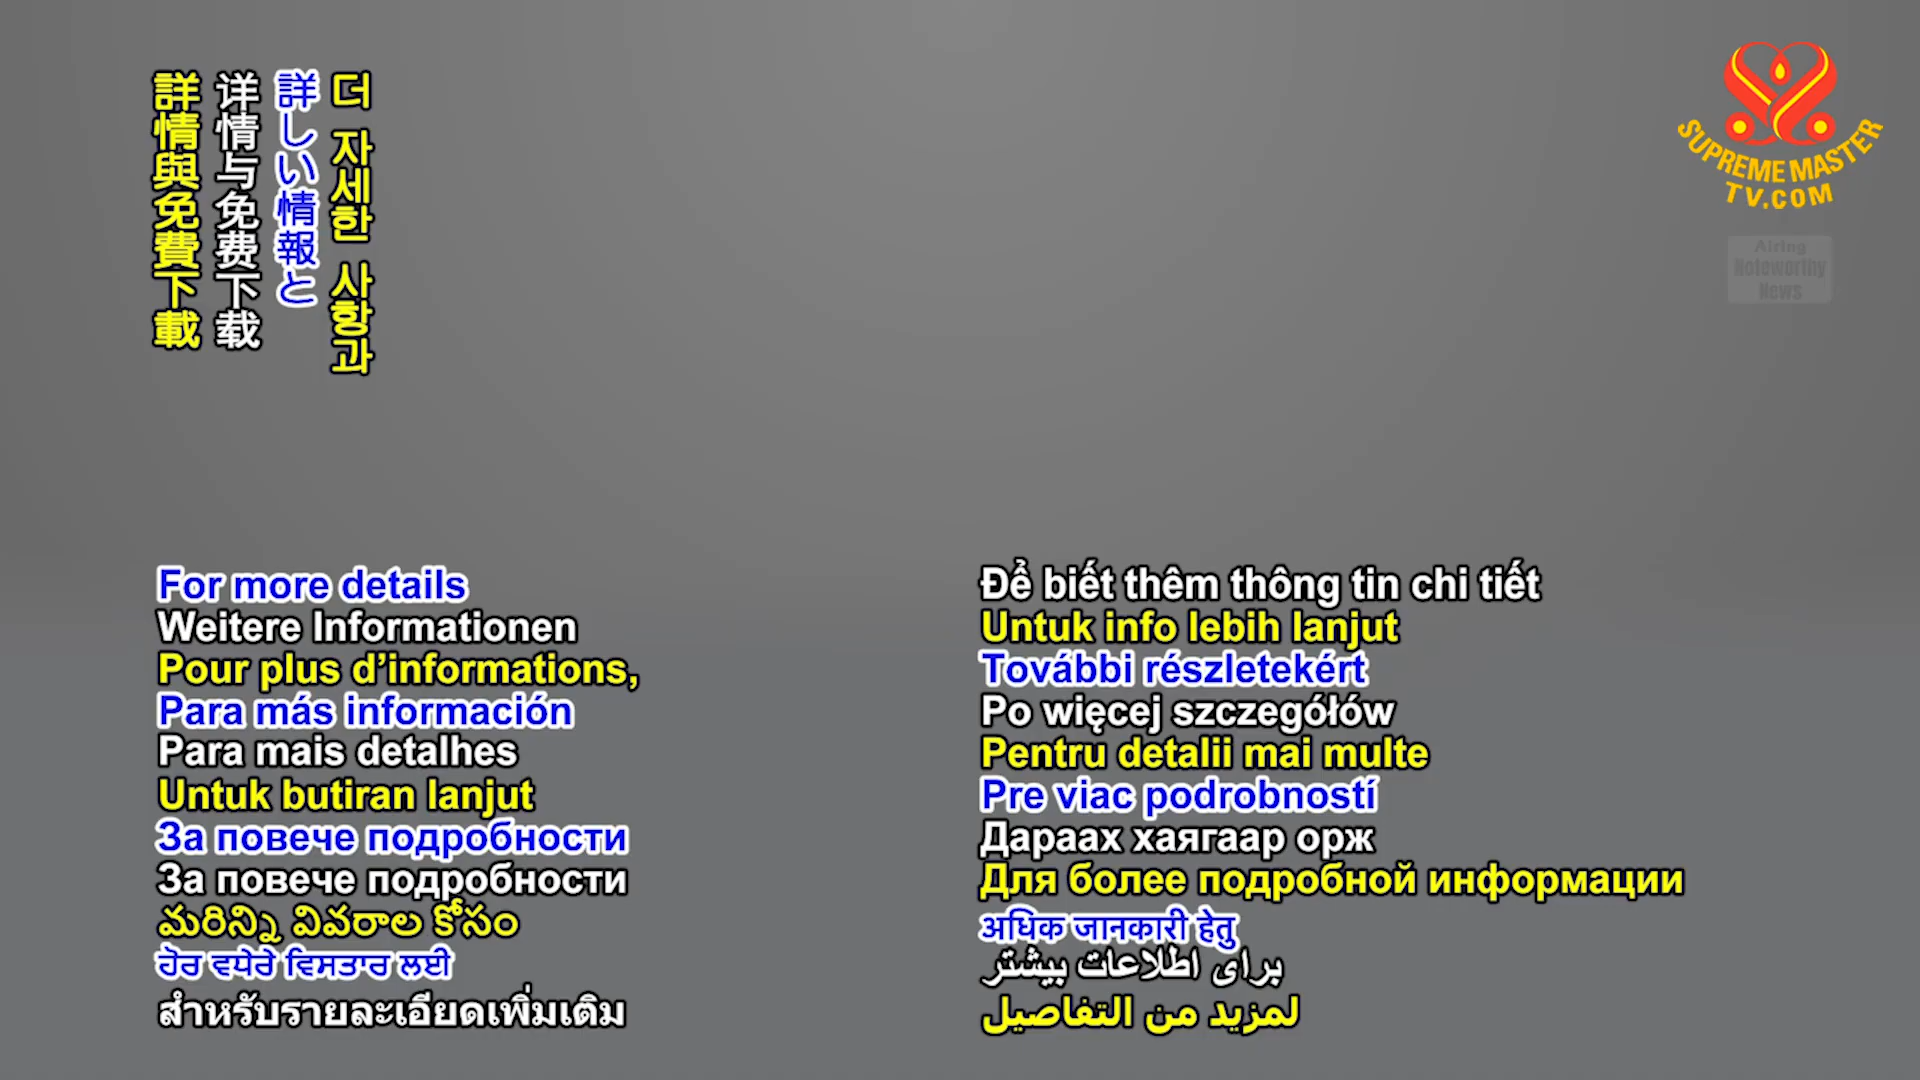 詳情與免費下載
详情与免费下载
詳しい情報と
더 자세한 사항과
SUPREME MASTER
TV.COM
Airing
Noteworthy
News
For more details
Weitere Informationen
Pour plus d’informations,
Para más información
Para mais detalhes
Untuk butiran lanjut
За повече подробности
За повече подробности
మరిన్ని వివరాల కోసం
ਹੋਰ ਵਧੇਰੇ ਵਿਸਤਾਰ ਲਈ
สำหรับรายละเอียดเพิ่มเติม
Để biết thêm thông tin chi tiết
Untuk info lebih lanjut
További részletekért
Po więcej szczegółów
Pentru detalii mai multe
Pre viac podrobností
Дараах хаягаар орж
Для более подробной информации
अधिक जानकारी हेतु
برای اطلاعات بیشتر
لمزيد من التفاصيل